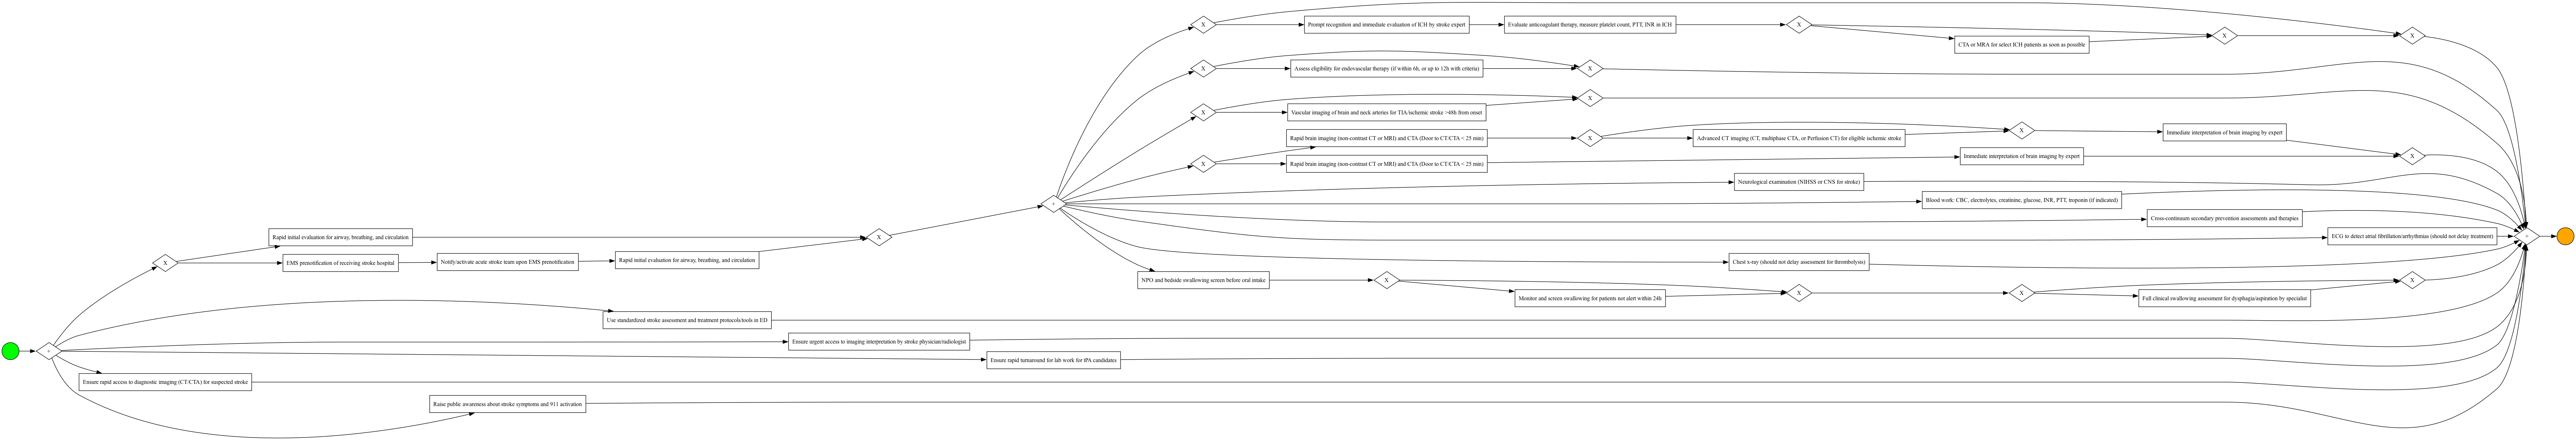 X
Prompt recognition and immediate evaluation of ICH by stroke expert
Evaluate anticoagulant therapy, measure platelet count, PTT, INR in ICH
X
CTA or MRA for select ICH patients as soon as possible
X
X
X
Assess eligibility for endovascular therapy (if within 6h, or up to 12h with criteria)
X
X
Vascular imaging of brain and neck arteries for TIA/ischemic stroke >48h from onset
X
Rapid brain imaging (non-contrast CT or MRI) and CTA (Door to CT/CTA < 25 min)
X
Advanced CT imaging (CT, multiphase CTA, or Perfusion CT) for eligible ischemic stroke
X
Immediate interpretation of brain imaging by expert
X
Rapid brain imaging (non-contrast CT or MRI) and CTA (Door to CT/CTA < 25 min)
Immediate interpretation of brain imaging by expert
X
Neurological examination (NIHSS or CNS for stroke)
+
Blood work: CBC, electrolytes, creatinine, glucose, INR, PTT, troponin (if indicated)
Cross-continuum secondary prevention assessments and therapies
Rapid initial evaluation for airway, breathing, and circulation
X
ECG to detect atrial fibrillation/arrhythmias (should not delay treatment)
+
X
EMS prenotification of receiving stroke hospital
Notify/activate acute stroke team upon EMS prenotification
Rapid initial evaluation for airway, breathing, and circulation
Chest x-ray (should not delay assessment for thrombolysis)
NPO and bedside swallowing screen before oral intake
X
Monitor and screen swallowing for patients not alert within 24h
X
X
Full clinical swallowing assessment for dysphagia/aspiration by specialist
X
Use standardized stroke assessment and treatment protocols/tools in ED
Ensure urgent access to imaging interpretation by stroke physician/radiologist
+
Ensure rapid turnaround for lab work for tPA candidates
Ensure rapid access to diagnostic imaging (CT/CTA) for suspected stroke
Raise public awareness about stroke symptoms and 911 activation